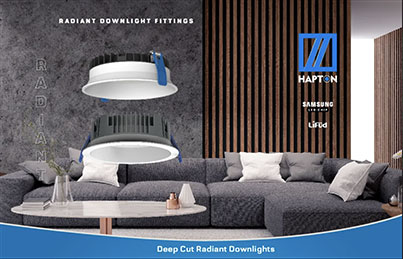 RADIANT DOWNLIGHT FITTINGS
RADIANT
HAPTON
SAMSUNG
LiFud
Deep Cut Radiant Downlights